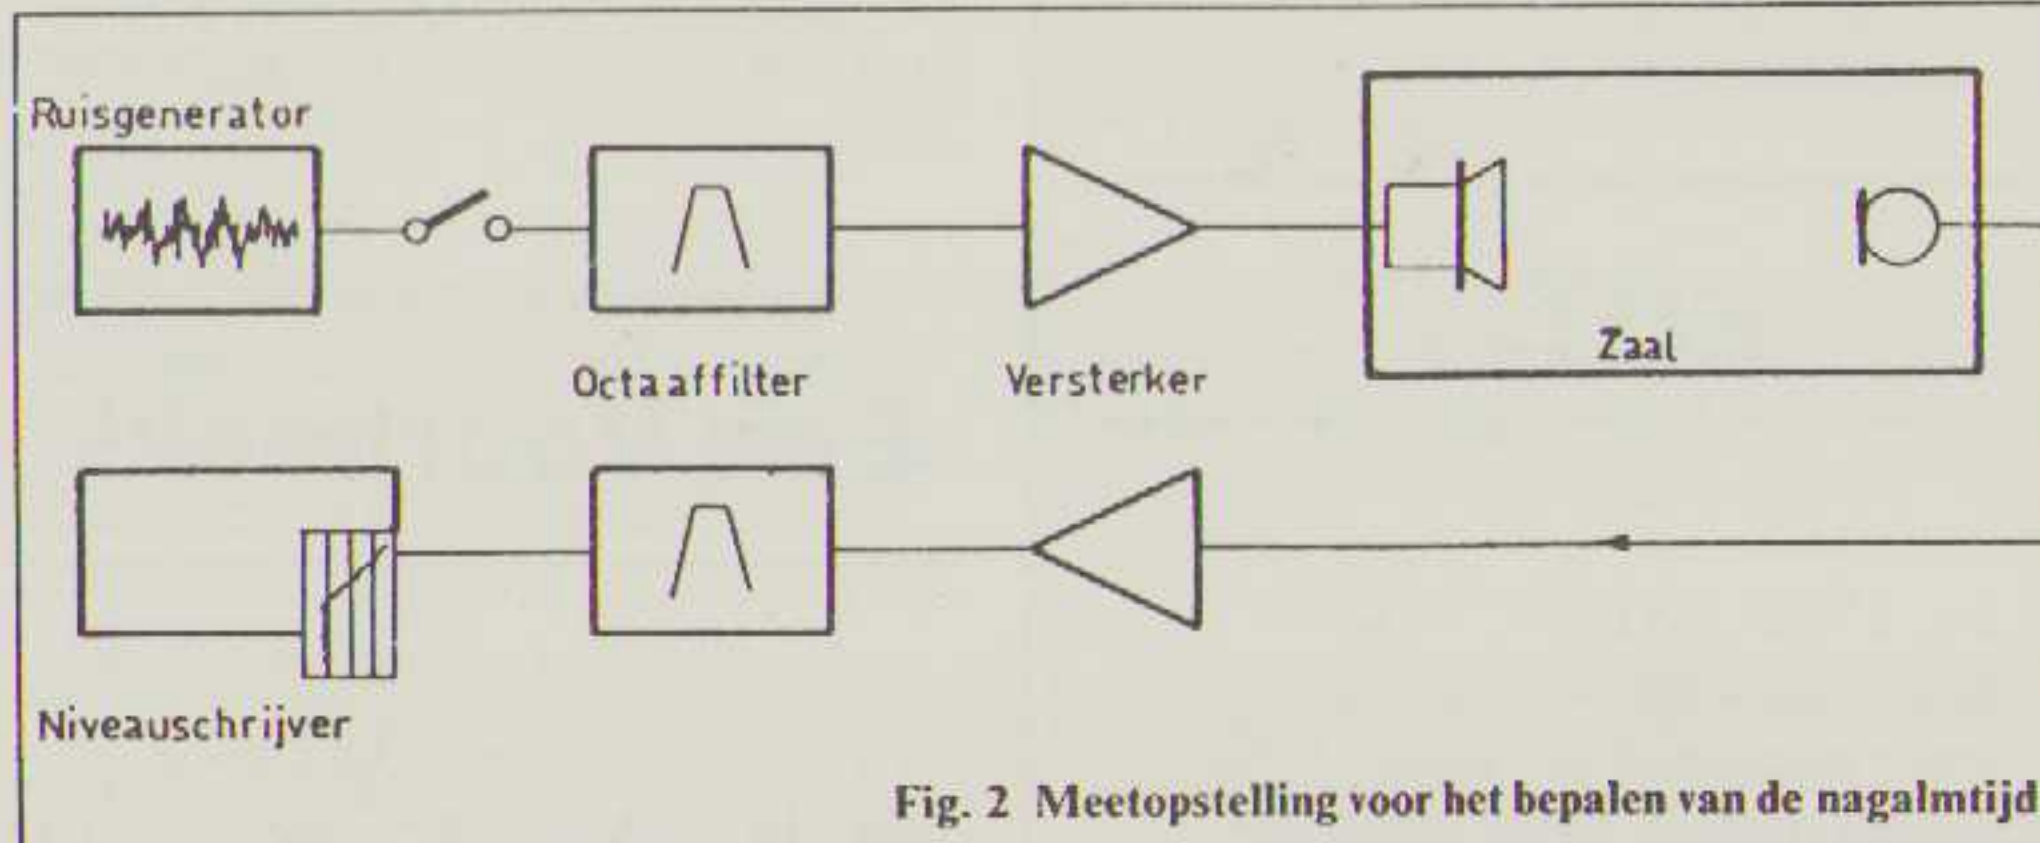 Ruisgenerator
Octaaffilter
Versterker
Zaal
Niveauschrijver
Fig. 2 Meetopstelling voor het bepalen van de nagalmtijd